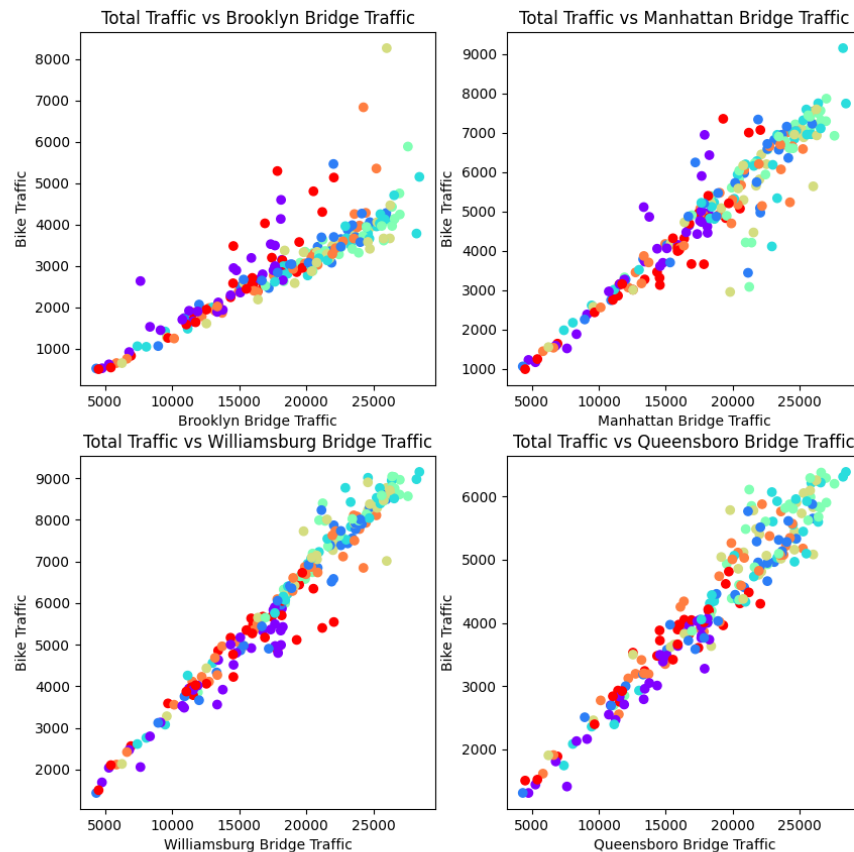 Total Traffic vs Brooklyn Bridge Traffic
Bike Traffic
8000
7000
6000
5000
4000
3000
2000
1000
5000 10000 15000 20000 25000
Brooklyn Bridge Traffic
Total Traffic vs Manhattan Bridge Traffic
Bike Traffic
9000
8000
7000
6000
5000
4000
3000
2000
1000
5000 10000 15000 20000 25000
Manhattan Bridge Traffic
Total Traffic vs Williamsburg Bridge Traffic
Bike Traffic
9000
8000
7000
6000
5000
4000
3000
2000
5000 10000 15000 20000 25000
Williamsburg Bridge Traffic
Total Traffic vs Queensboro Bridge Traffic
Bike Traffic
6000
5000
4000
3000
2000
5000 10000 15000 20000 25000
Queensboro Bridge Traffic